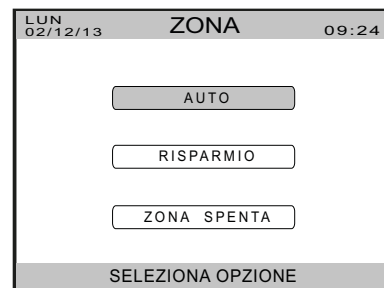 LUN
02/12/13 ZONA 09:24
AUTO
RISPARMIO
ZONA SPENTA
SELEZIONA OPZIONE